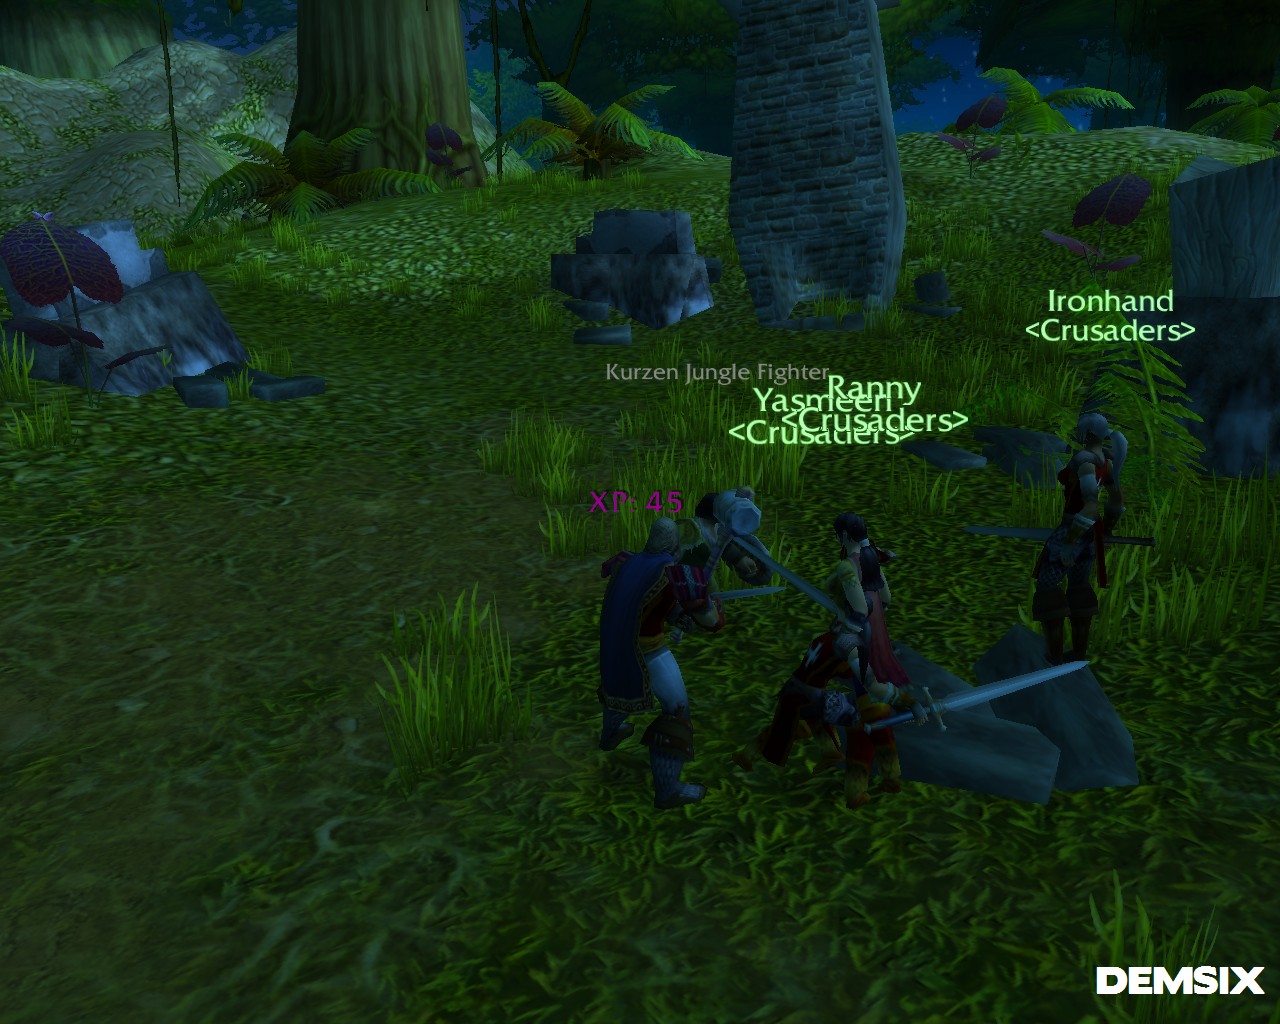 Ironhand
<Crusaders>
Kurzen Jungle Fighter
Ranny
<Crusaders>
Yasmeen
<Crusaders>
XP: 45
DEMSIX